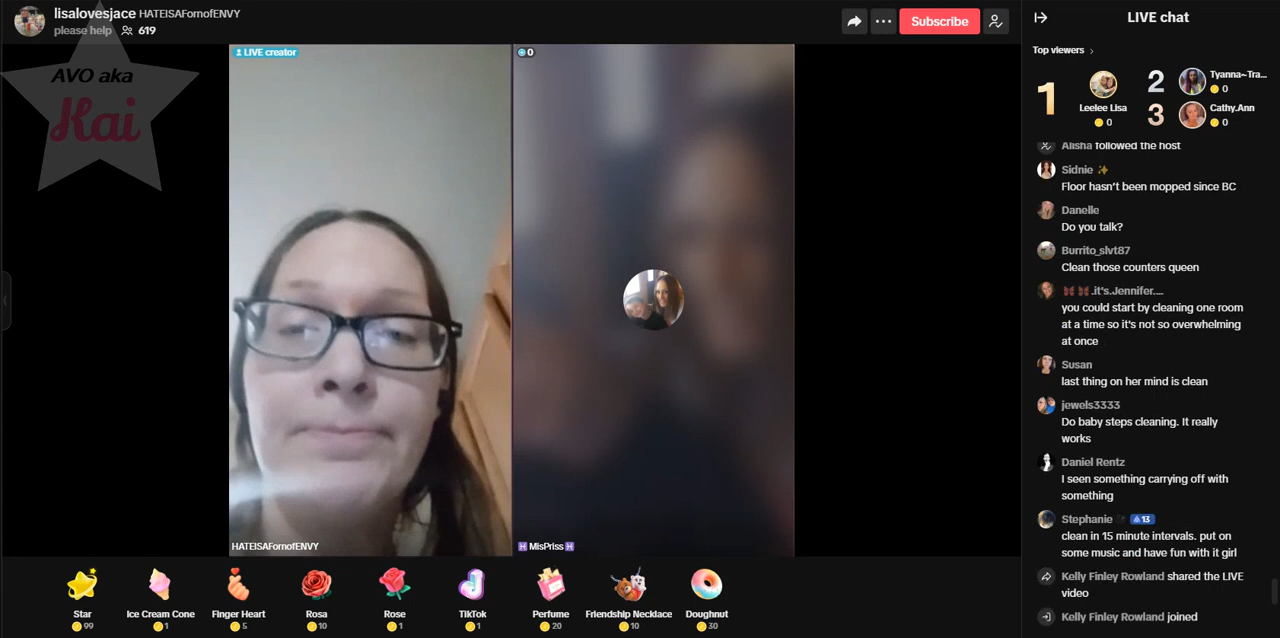 lisalovesjace HATEISAFornofENVY
please help 619
Subscribe
AVO aka
Kai
LIVE creator
0
HATEISAFornofENVY
H MisPriss H
Star
99
Ice Cream Cone
1
Finger Heart
5
Rosa
10
Rose
1
TikTok
1
Perfume
20
Friendship Necklace
10
Doughnut
30
LIVE chat
Top viewers
1
Leelee Lisa
0
2
Tyanna~Tra...
0
3
Cathy.Ann
0
Alisha followed the host
Sidnie
Floor hasn't been mopped since BC
Danelle
Do you talk?
Burrito_slvt87
Clean those counters queen
.it's.Jennifer....
you could start by cleaning one room
at a time so it's not so overwhelming
at once
Susan
last thing on her mind is clean
jewels3333
Do baby steps cleaning. It really
works
Daniel Rentz
I seen something carrying off with
something
Stephanie 13
clean in 15 minute intervals. put on
some music and have fun with it girl
Kelly Finley Rowland shared the LIVE
video
Kelly Finley Rowland joined